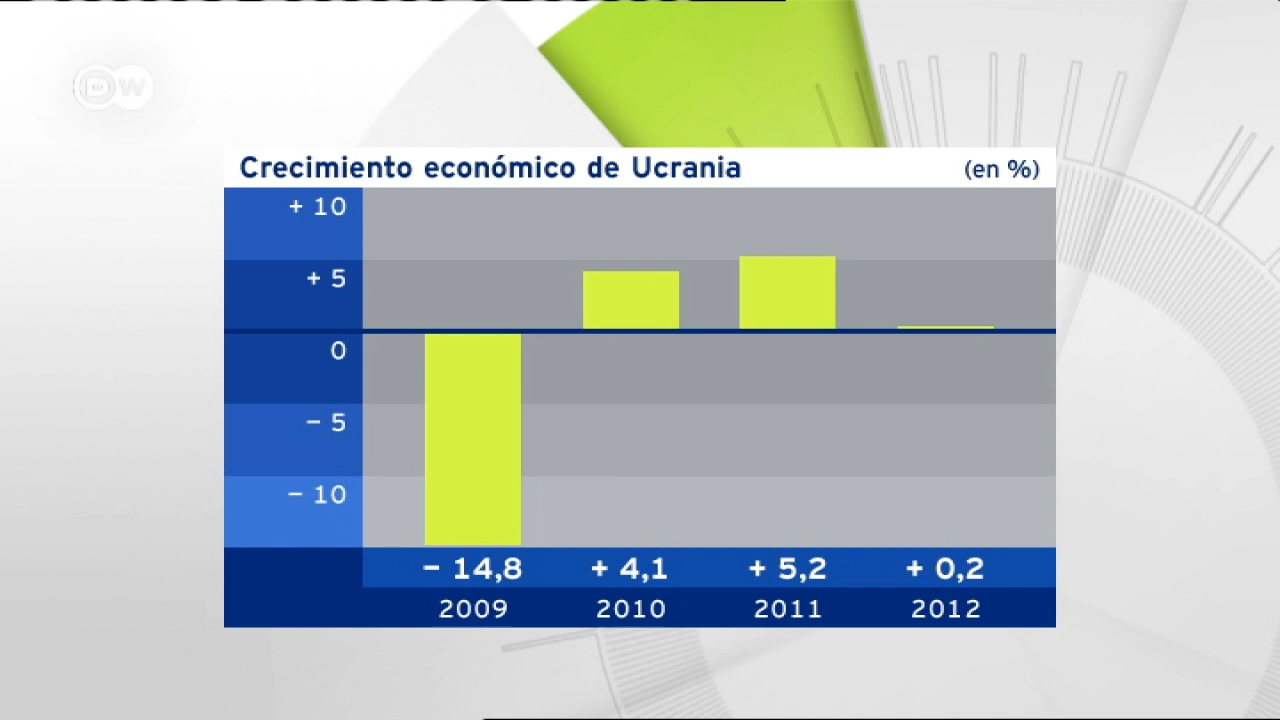 DW
Crecimiento económico de Ucrania (en %)
+ 10
+ 5
0
− 5
− 10
− 14,8 + 4,1 + 5,2 + 0,2
2009 2010 2011 2012